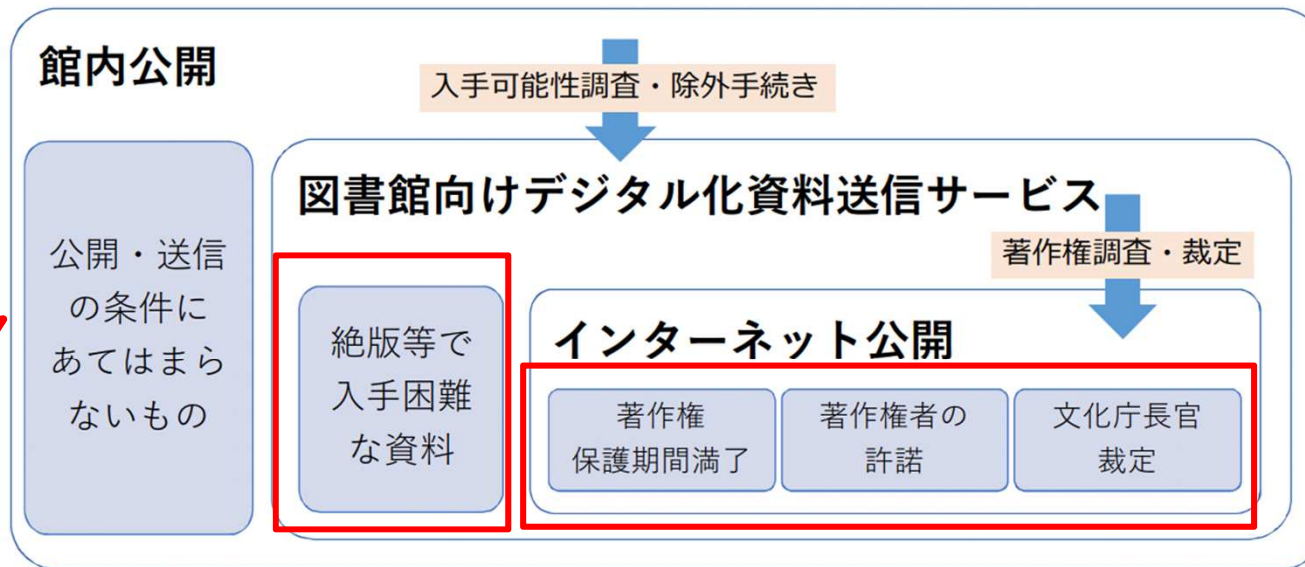 館内公開
入手可能性調査・除外手続き
図書館向けデジタル化資料送信サービス
著作権調査・裁定
公開・送信
の条件に
あてはまら
ないもの
絶版等で
入手困難
な資料
インターネット公開
著作権
保護期間満了
著作権者の
許諾
文化庁長官
裁定